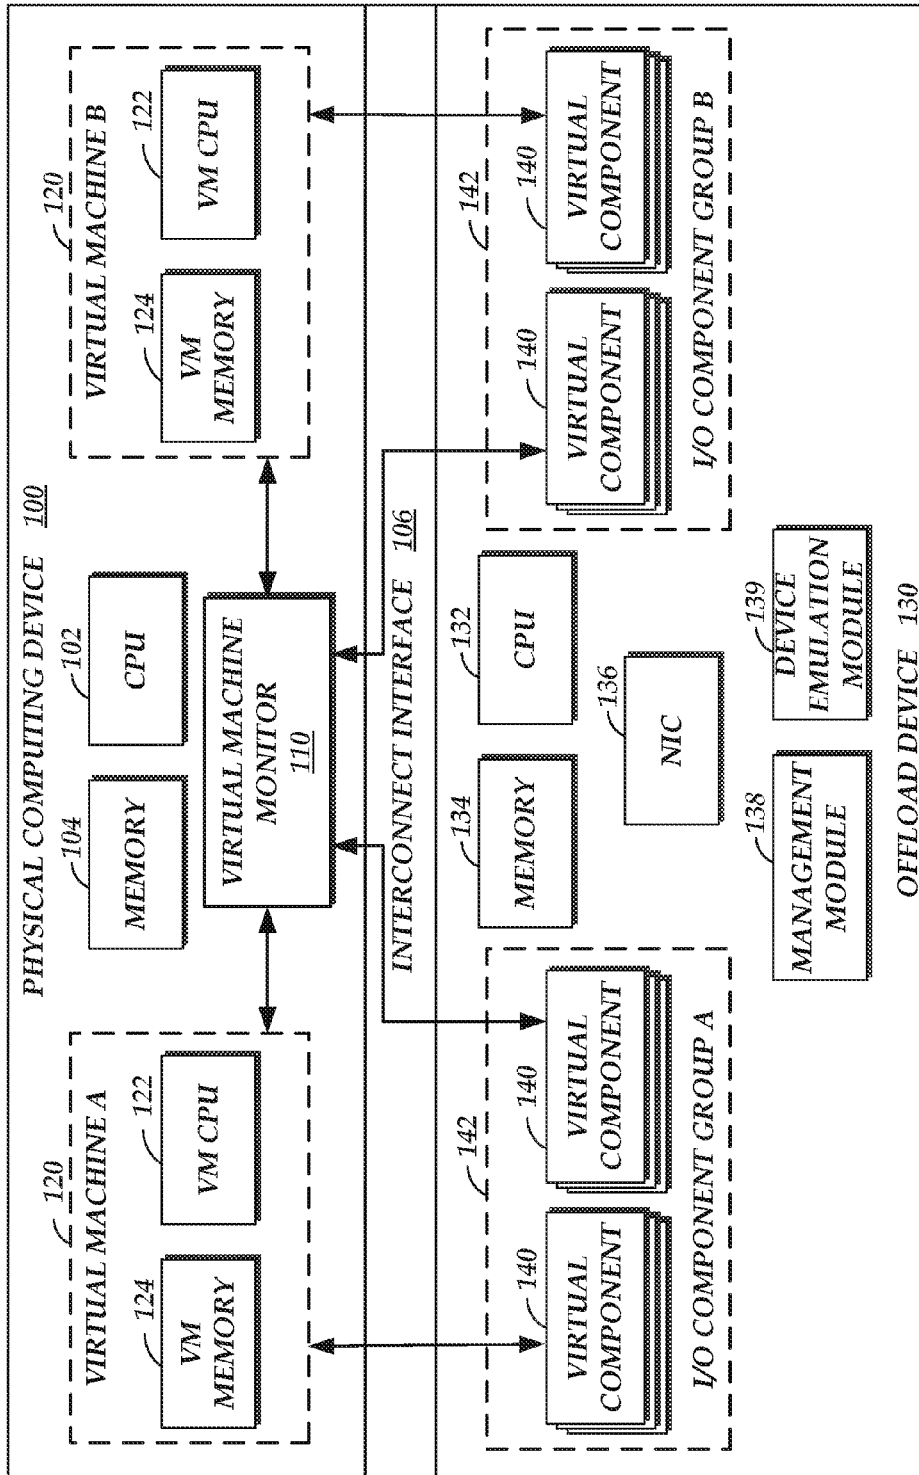 PHYSICAL COMPUTING DEVICE 100
120
VIRTUAL MACHINE A
124
VM
MEMORY
122
VM CPU
104
MEMORY
102
CPU
VIRTUAL MACHINE
MONITOR
110
120
VIRTUAL MACHINE B
124
VM
MEMORY
122
VM CPU
INTERCONNECT INTERFACE 106
142
140
VIRTUAL
COMPONENT
140
VIRTUAL
COMPONENT
I/O COMPONENT GROUP A
134
MEMORY
132
CPU
136
NIC
138
MANAGEMENT
MODULE
139
DEVICE
EMULATION
MODULE
142
140
VIRTUAL
COMPONENT
140
VIRTUAL
COMPONENT
I/O COMPONENT GROUP B
OFFLOAD DEVICE 130